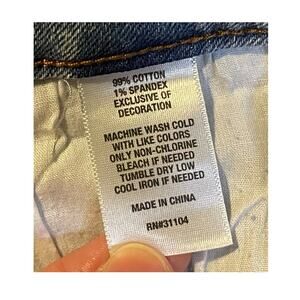 99% COTTON
1% SPANDEX
EXCLUSIVE OF
DECORATION
MACHINE WASH COLD
WITH LIKE COLORS
ONLY NON-CHLORINE
BLEACH IF NEEDED
TUMBLE DRY LOW
COOL IRON IF NEEDED
MADE IN CHINA
RN#31104